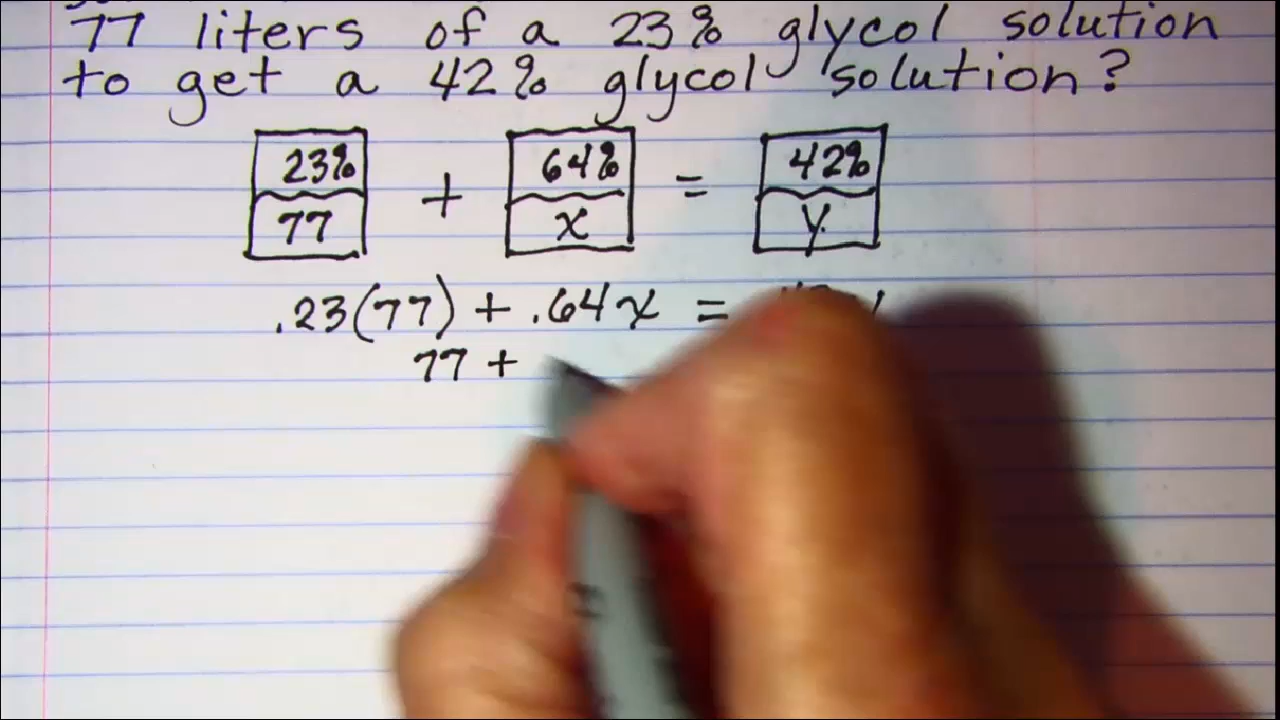 77 liters of a 23% glycol solution
to get a 42% glycol solution?
23% 64% 42%
77 + x = y
.23(77) + .64x =
77 +